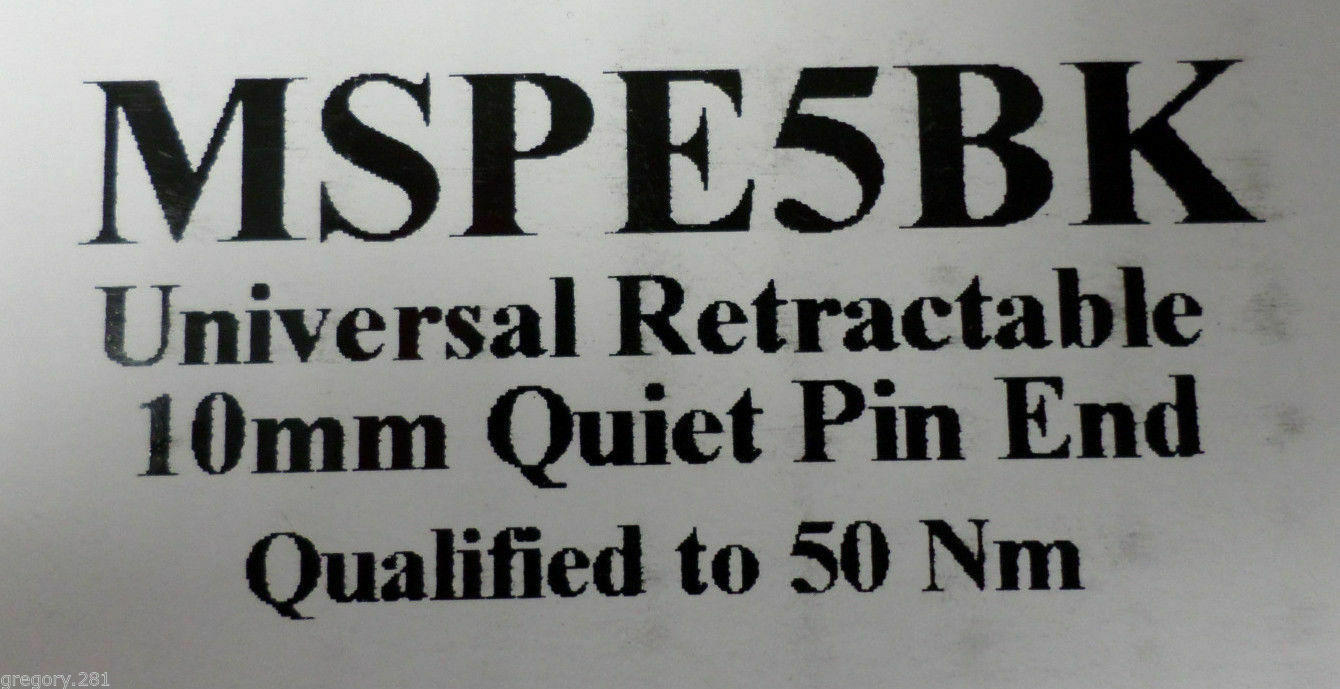 MSPE5BK
Universal Retractable
10mm Quiet Pin End
Qualified to 50 Nm
gregory.281